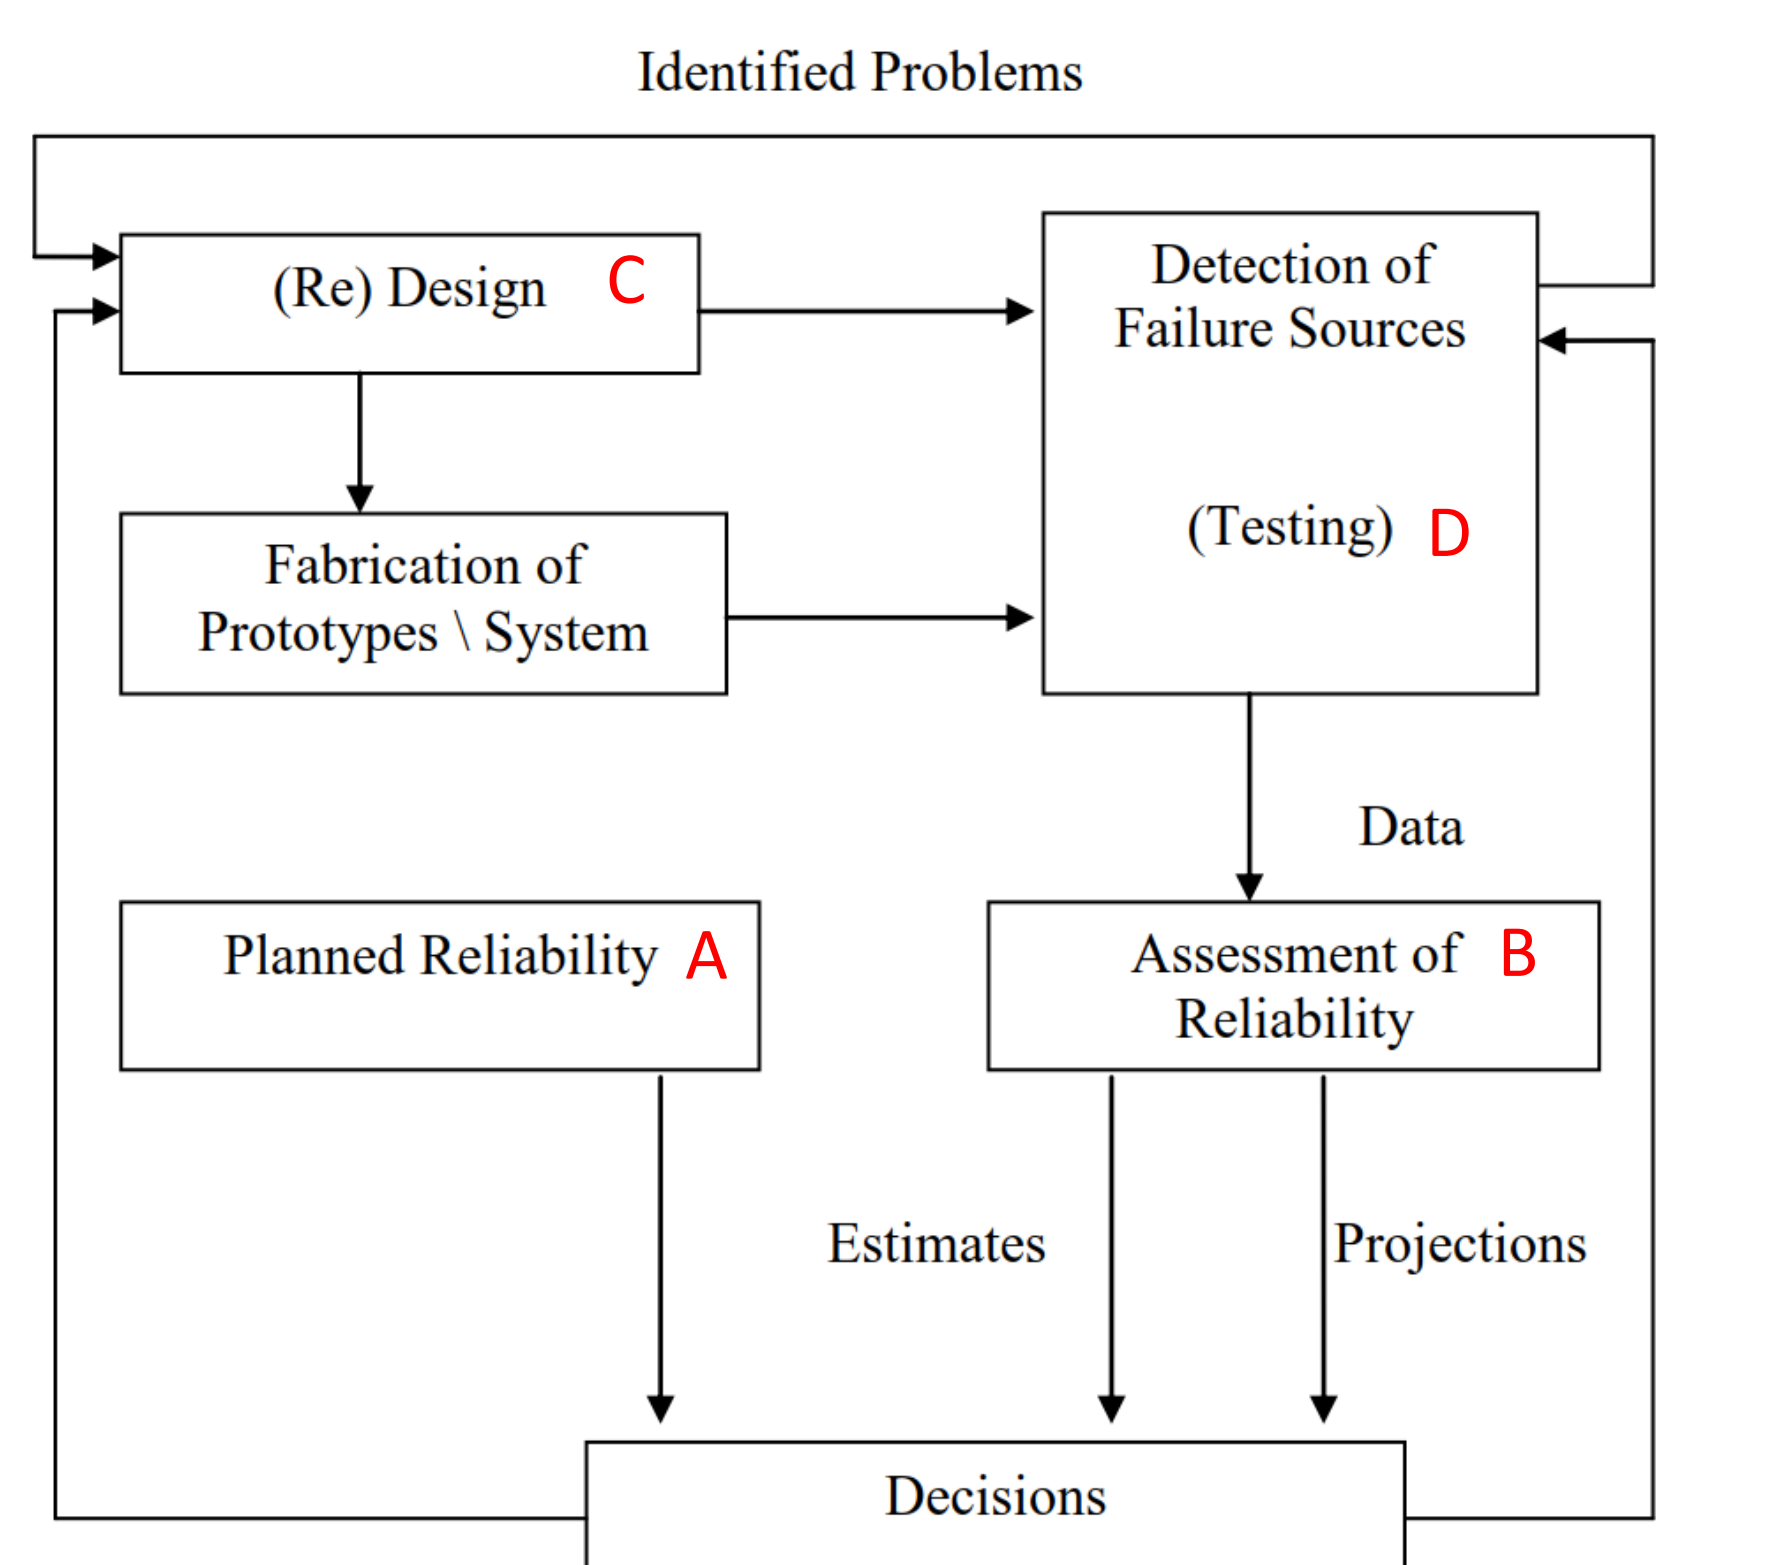 Identified Problems
(Re) Design C
Detection of
Failure Sources
(Testing) D
Fabrication of
Prototypes \ System
Data
Planned Reliability A
Assessment of B
Reliability
Estimates
Projections
Decisions